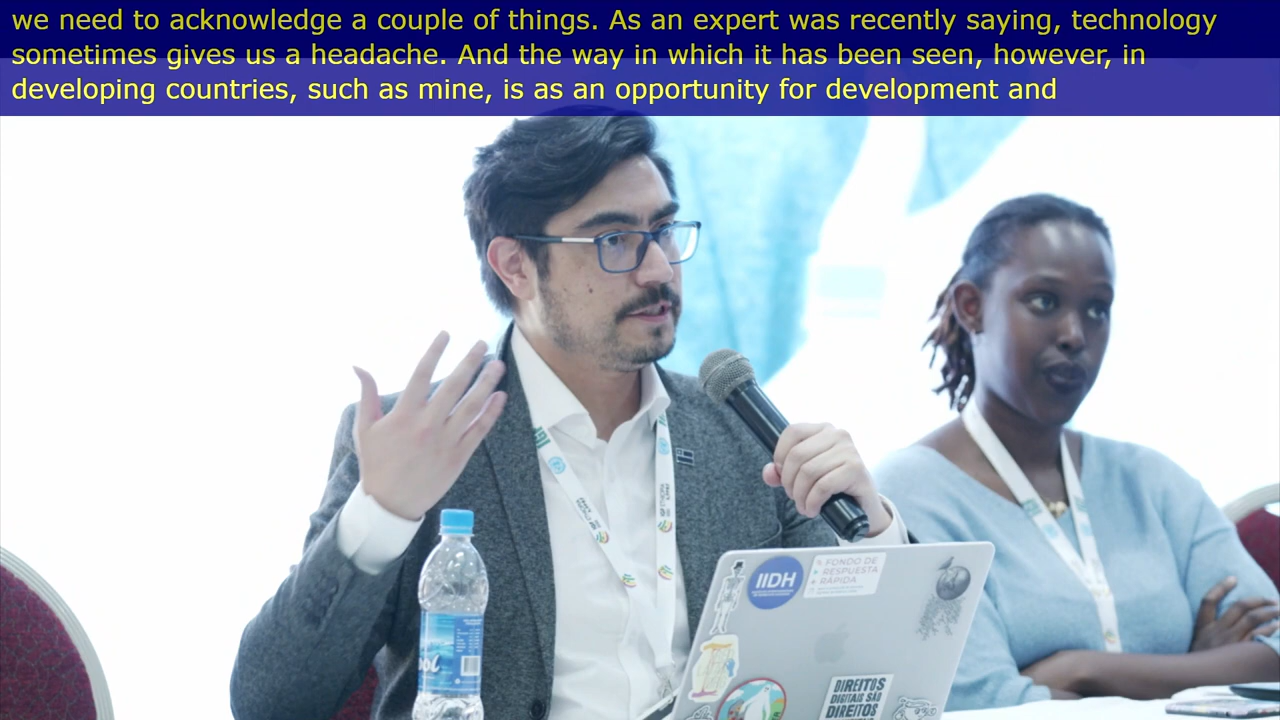 we need to acknowledge a couple of things. As an expert was recently saying, technology
sometimes gives us a headache. And the way in which it has been seen, however, in
developing countries, such as mine, is as an opportunity for development and
IIDH
FONDO DE
RESPUESTA
RÁPIDA
DIREITOS
DIGITAIS SÃO
DIREITOS